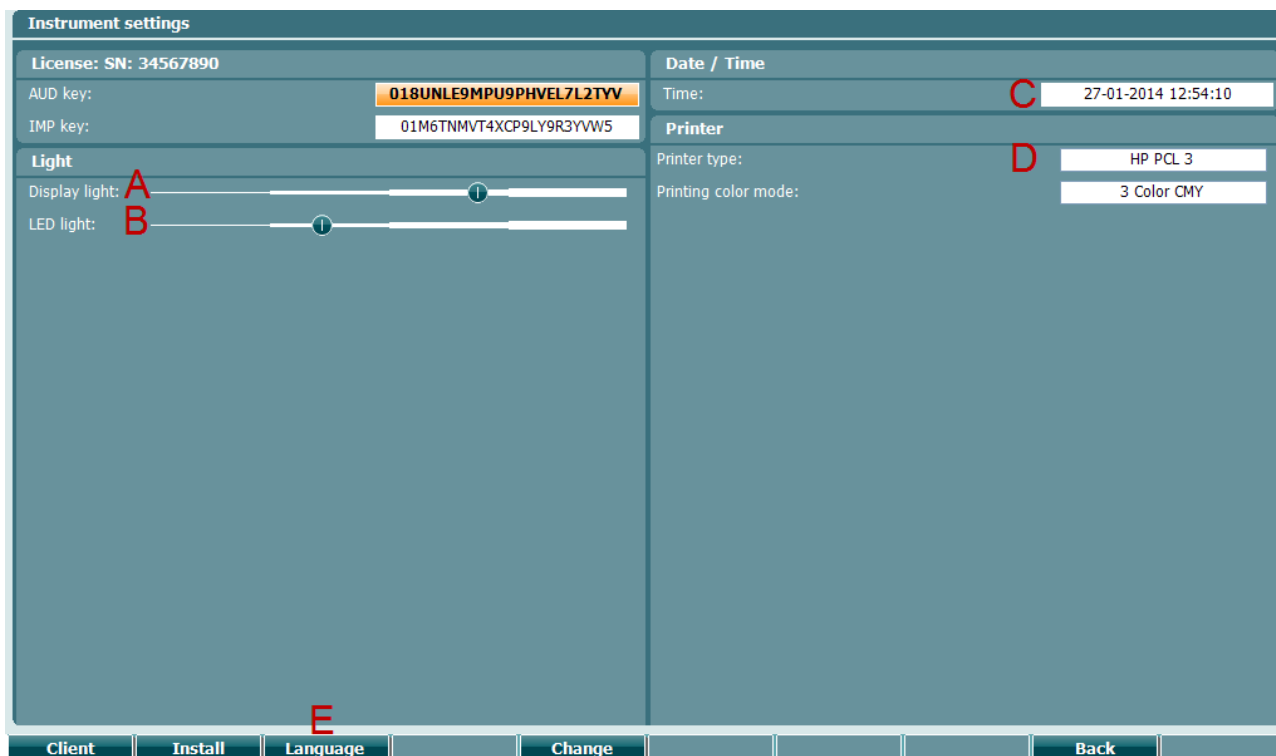 Instrument settings
License: SN: 34567890
AUD key: 018UNLE9MPU9PHVEL7L2TYV
IMP key: 01M6TNMVT4XCP9LY9R3YVW5
Light
Display light: A
LED light: B
Date / Time
Time: C 27-01-2014 12:54:10
Printer
Printer type: D HP PCL 3
Printing color mode: 3 Color CMY
E
Client Install Language Change Back